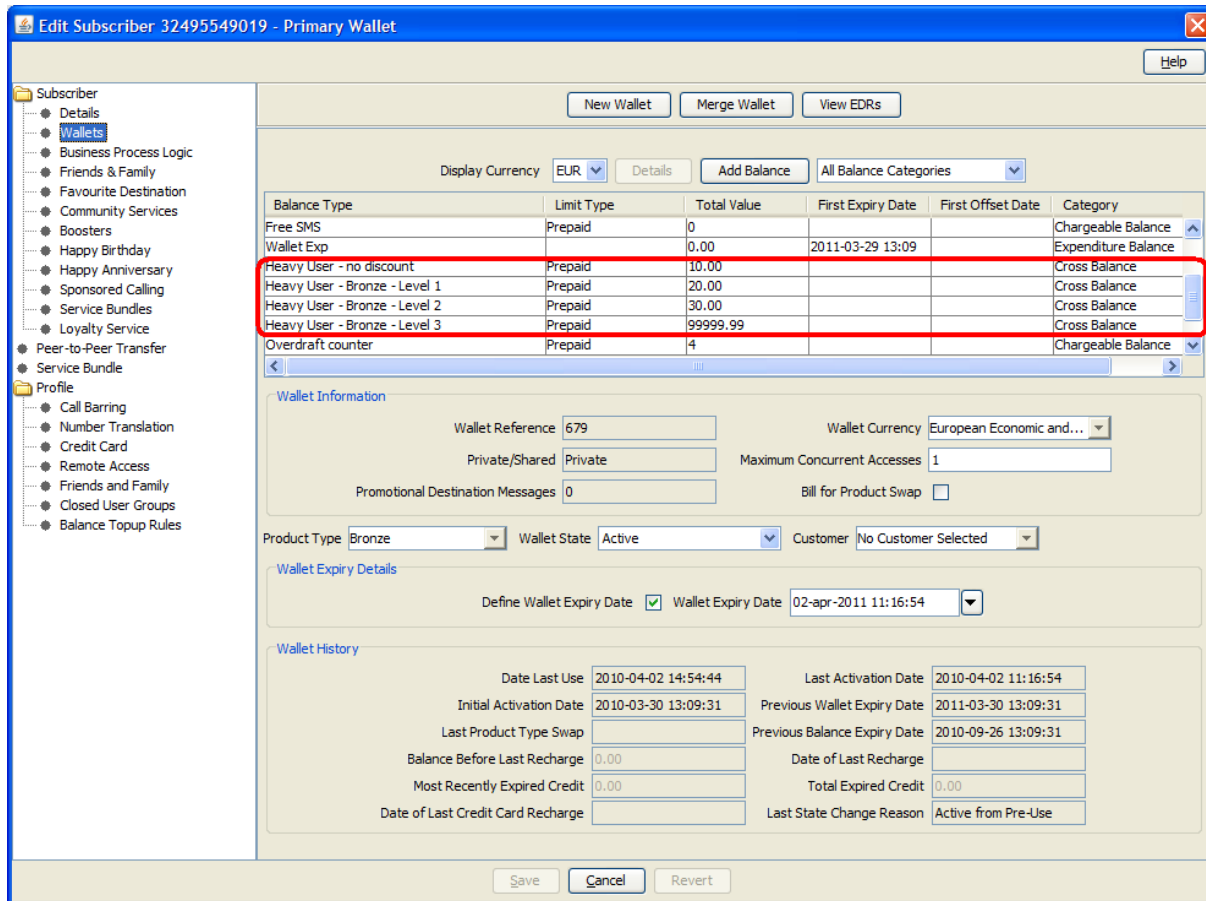 Edit Subscriber 32495549019 - Primary Wallet
Help
Subscriber
Details
Wallets
Business Process Logic
Friends & Family
Favourite Destination
Community Services
Boosters
Happy Birthday
Happy Anniversary
Sponsored Calling
Service Bundles
Loyalty Service
Peer-to-Peer Transfer
Service Bundle
Profile
Call Barring
Number Translation
Credit Card
Remote Access
Friends and Family
Closed User Groups
Balance Topup Rules
New Wallet Merge Wallet View EDRs
Display Currency EUR Details Add Balance All Balance Categories
Balance Type Limit Type Total Value First Expiry Date First Offset Date Category
Free SMS Prepaid 0 Chargeable Balance
Wallet Exp 0.00 2011-03-29 13:09 Expenditure Balance
Heavy User - no discount Prepaid 10.00 Cross Balance
Heavy User - Bronze - Level 1 Prepaid 20.00 Cross Balance
Heavy User - Bronze - Level 2 Prepaid 30.00 Cross Balance
Heavy User - Bronze - Level 3 Prepaid 99999.99 Cross Balance
Overdraft counter Prepaid 4 Chargeable Balance
Wallet Information
Wallet Reference 679 Wallet Currency European Economic and...
Private/Shared Private Maximum Concurrent Accesses 1
Promotional Destination Messages 0 Bill for Product Swap
Product Type Bronze Wallet State Active Customer No Customer Selected
Wallet Expiry Details
Define Wallet Expiry Date Wallet Expiry Date 02-apr-2011 11:16:54
Wallet History
Date Last Use 2010-04-02 14:54:44 Last Activation Date 2010-04-02 11:16:54
Initial Activation Date 2010-03-30 13:09:31 Previous Wallet Expiry Date 2011-03-30 13:09:31
Last Product Type Swap Previous Balance Expiry Date 2010-09-26 13:09:31
Balance Before Last Recharge 0.00 Date of Last Recharge
Most Recently Expired Credit 0.00 Total Expired Credit 0.00
Date of Last Credit Card Recharge Last State Change Reason Active from Pre-Use
Save Cancel Revert